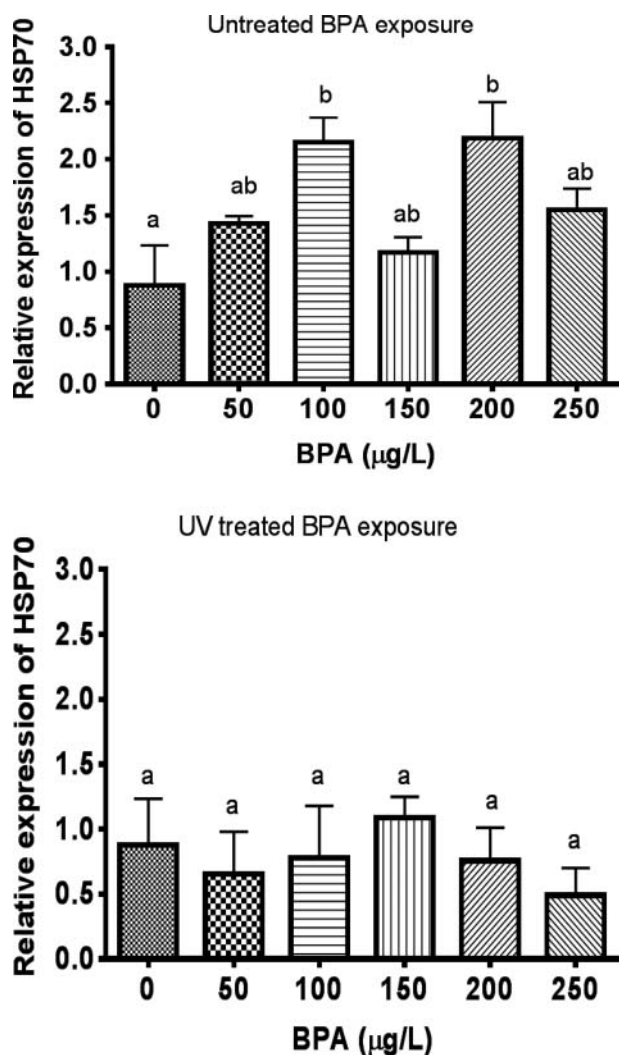 Untreated BPA exposure
Relative expression of HSP70
3.0
2.5
2.0
1.5
1.0
0.5
0.0
a
ab
b
ab
b
ab
0 50 100 150 200 250
BPA (μg/L)
UV treated BPA exposure
Relative expression of HSP70
3.0
2.5
2.0
1.5
1.0
0.5
0.0
a
a
a
a
a
a
0 50 100 150 200 250
BPA (μg/L)